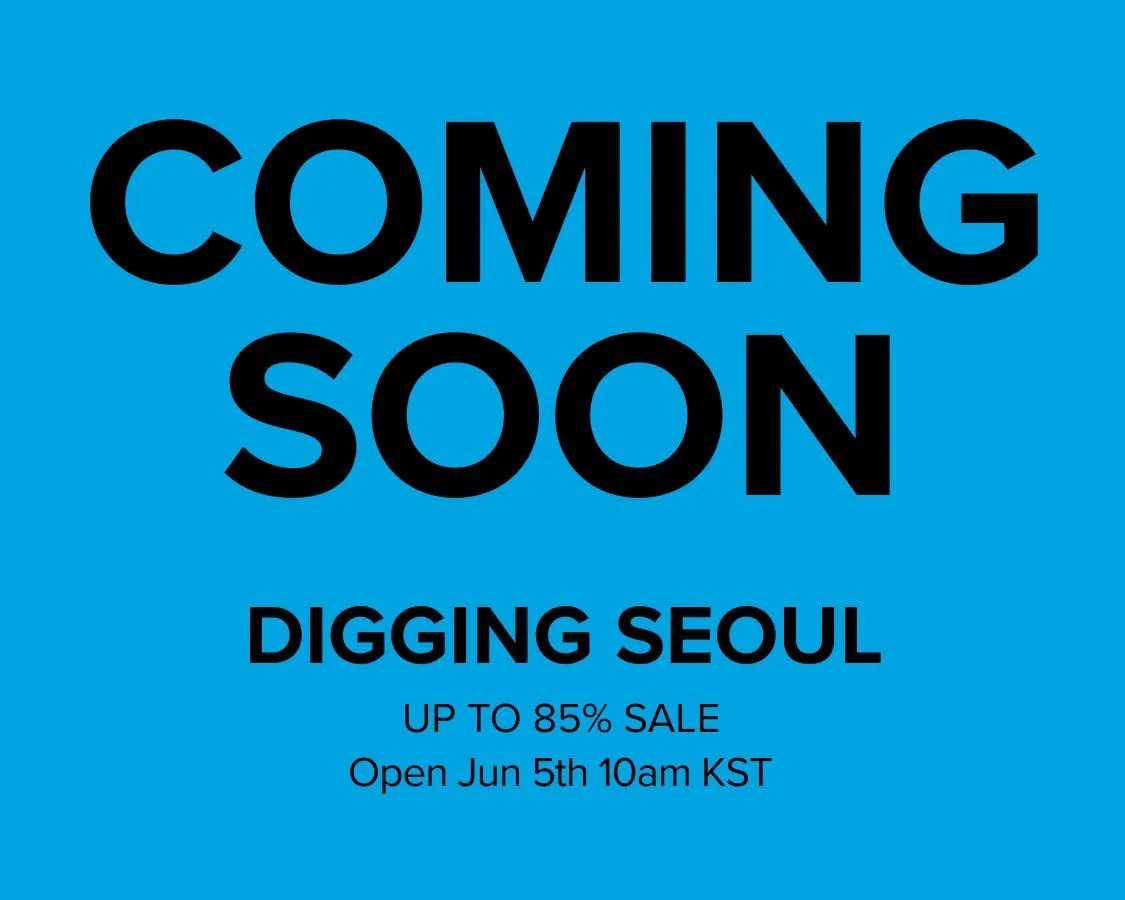 COMING
SOON
DIGGING SEOUL
UP TO 85% SALE
Open Jun 5th 10am KST